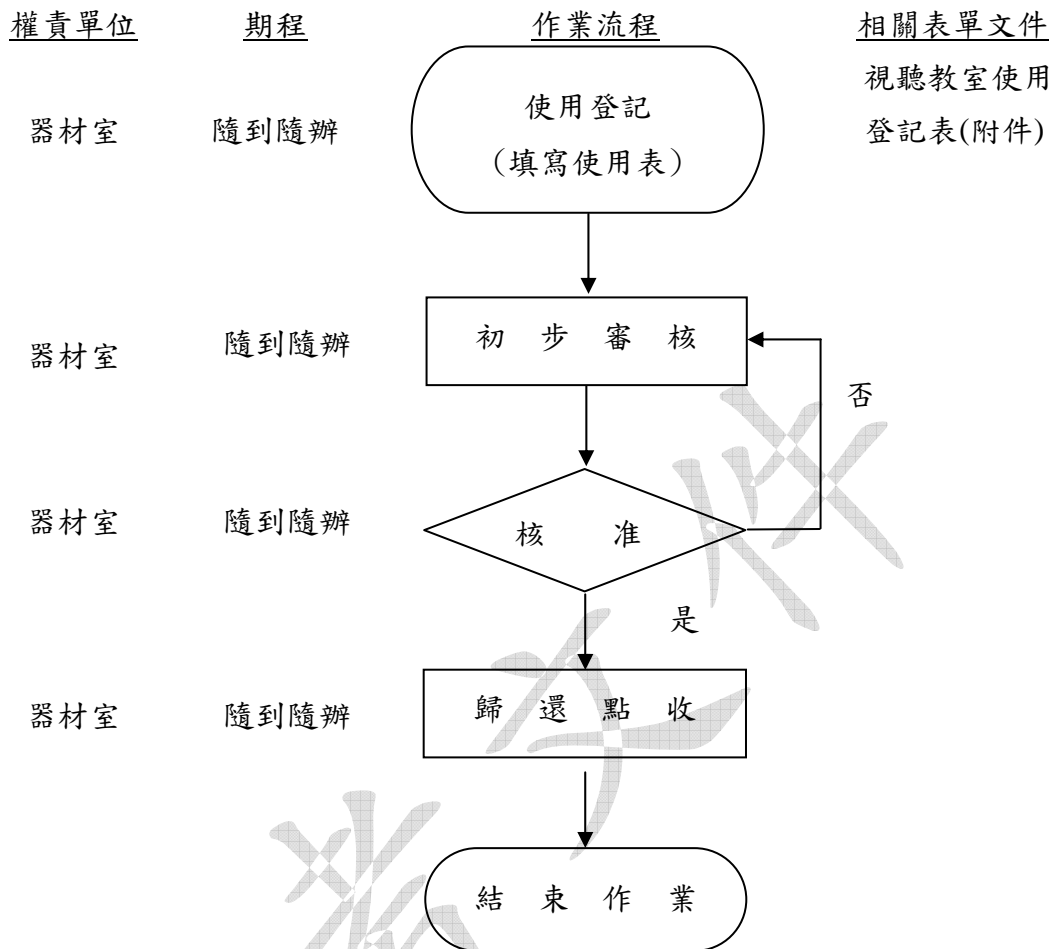 權責單位 期程 作業流程 相關表單文件
視聽教室使用
登記表(附件)
器材室 隨到隨辦 使用登記
(填寫使用表)
器材室 隨到隨辦 初步審核
否
器材室 隨到隨辦 核准
是
器材室 隨到隨辦 歸還點收
結束作業